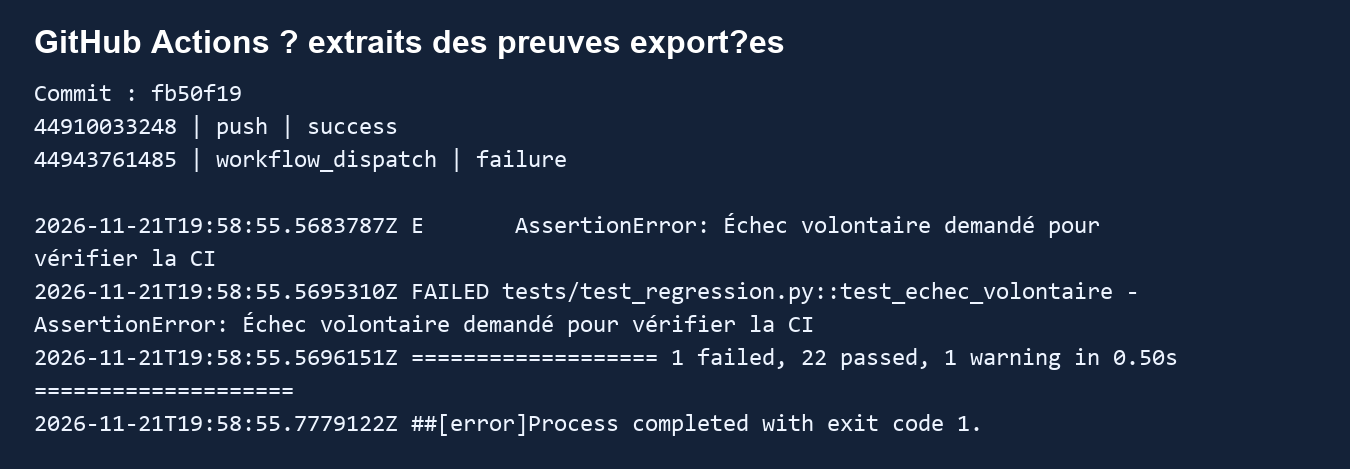 GitHub Actions ? extraits des preuves export?es
Commit : fb50f19
44910033248 | push | success
44943761485 | workflow_dispatch | failure
2026-11-21T19:58:55.5683787Z E       AssertionError: Échec volontaire demandé pour
vérifier la CI
2026-11-21T19:58:55.5695310Z FAILED tests/test_regression.py::test_echec_volontaire -
AssertionError: Échec volontaire demandé pour vérifier la CI
2026-11-21T19:58:55.5696151Z =================== 1 failed, 22 passed, 1 warning in 0.50s
====================
2026-11-21T19:58:55.7779122Z ##[error]Process completed with exit code 1.